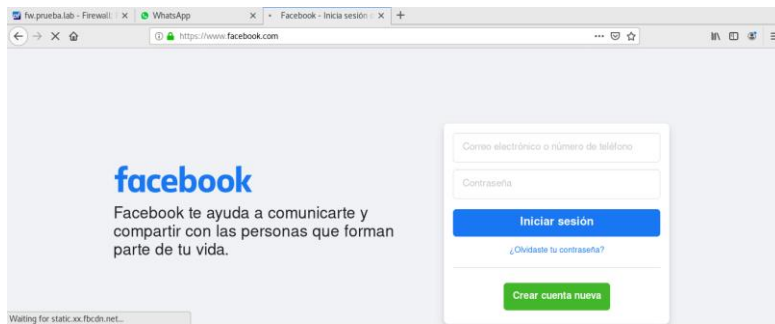 fw.prueba.lab - Firewall:
WhatsApp
Facebook - Inicia sesión
https://www.facebook.com
Correo electrónico o número de teléfono
Contraseña
facebook
Facebook te ayuda a comunicarte y
compartir con las personas que forman
parte de tu vida.
Iniciar sesión
¿Olvidaste tu contraseña?
Crear cuenta nueva
Waiting for static.xx.fbcdn.net...